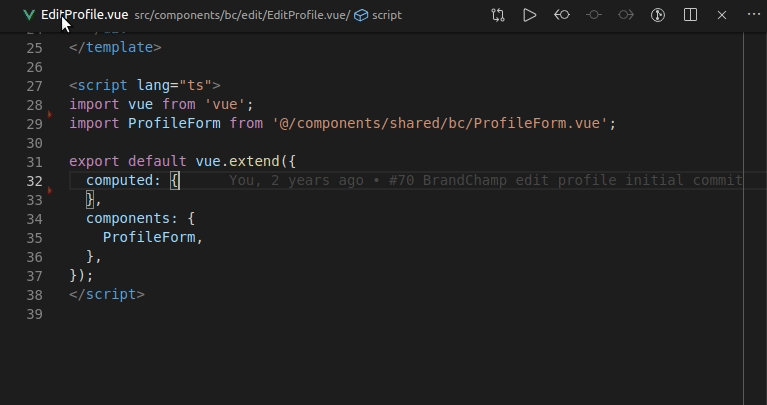 EditProfile.vue src/components/bc/edit/EditProfile.vue/ script
25 </template>
26
27 <script lang="ts">
28 import vue from 'vue';
29 import ProfileForm from '@/components/shared/bc/ProfileForm.vue';
30
31 export default vue.extend({
32 computed: { You, 2 years ago • #70 BrandChamp edit profile initial commit
33 },
34 components: {
35 ProfileForm,
36 },
37 });
38 </script>
39